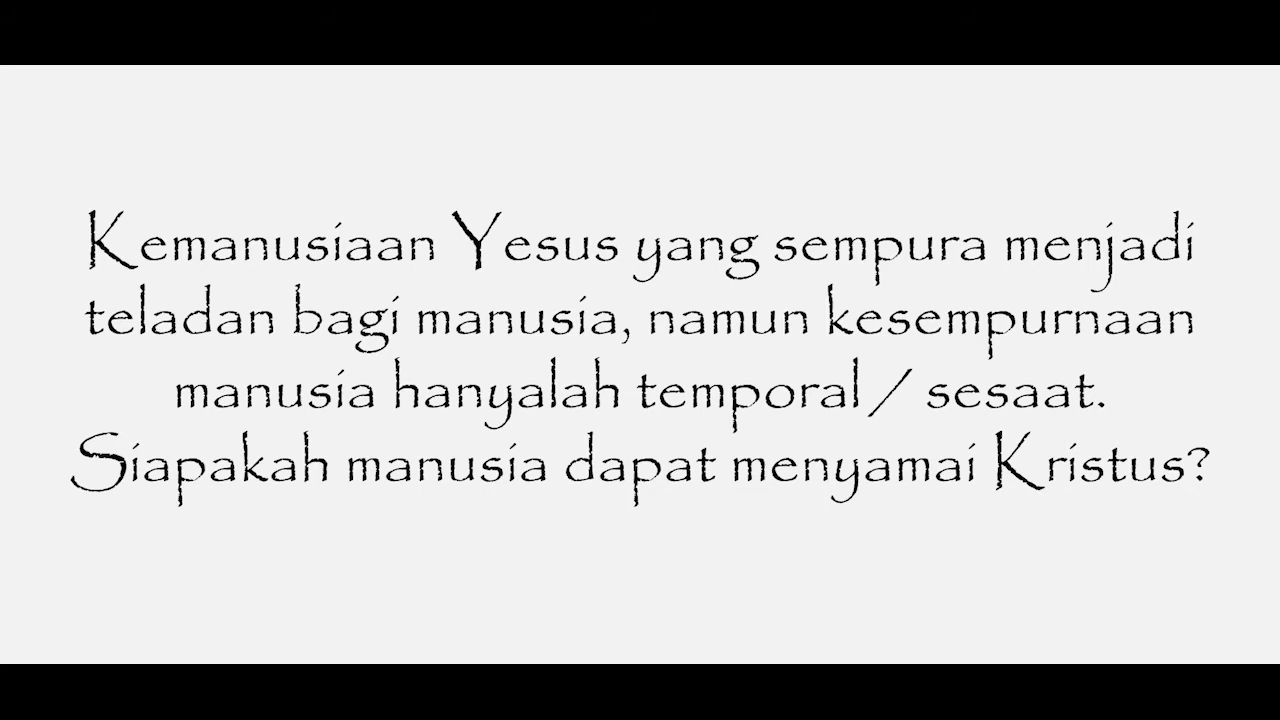 Kemanusiaan Yesus yang sempura menjadi
teladan bagi manusia, namun kesempurnaan
manusia hanyalah temporal / sesaat.
Siapakah manusia dapat menyamai Kristus?